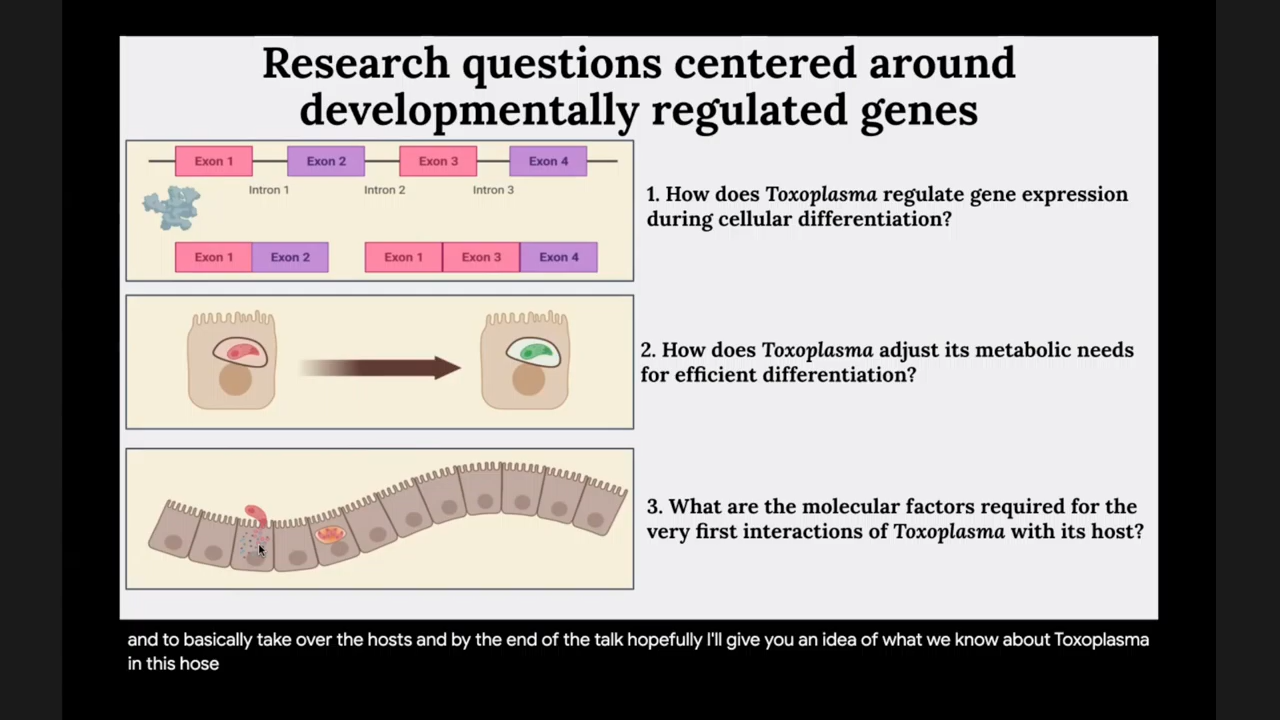 Research questions centered around
developmentally regulated genes
Exon 1 Exon 2 Exon 3 Exon 4
Intron 1 Intron 2 Intron 3
Exon 1 Exon 2 Exon 1 Exon 3 Exon 4
1. How does Toxoplasma regulate gene expression
during cellular differentiation?
2. How does Toxoplasma adjust its metabolic needs
for efficient differentiation?
3. What are the molecular factors required for the
very first interactions of Toxoplasma with its host?
and to basically take over the hosts and by the end of the talk hopefully I'll give you an idea of what we know about Toxoplasma
in this hose